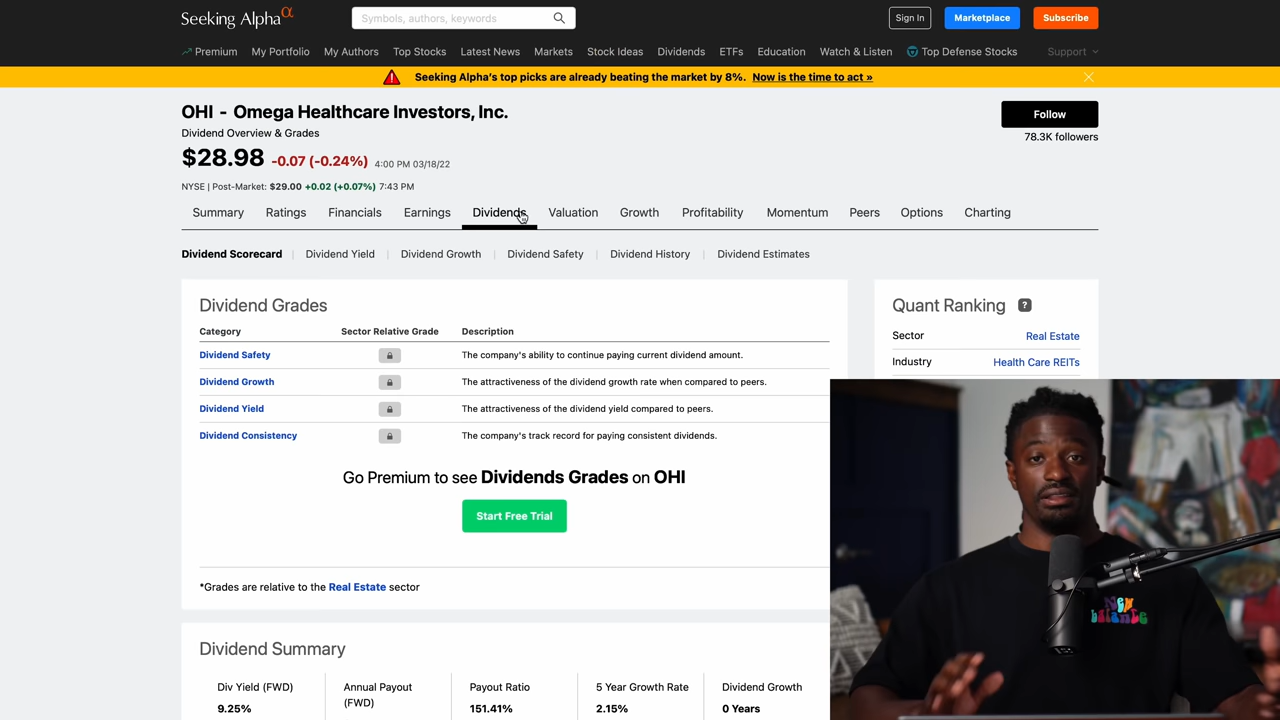 Seeking Alpha α
Symbols, authors, keywords
Sign In
Marketplace
Subscribe
Premium
My Portfolio
My Authors
Top Stocks
Latest News
Markets
Stock Ideas
Dividends
ETFs
Education
Watch & Listen
Top Defense Stocks
Support
Seeking Alpha's top picks are already beating the market by 8%. Now is the time to act »
OHI - Omega Healthcare Investors, Inc.
Follow
Dividend Overview & Grades
78.3K followers
$28.98 -0.07 (-0.24%) 4:00 PM 03/18/22
NYSE | Post-Market: $29.00 +0.02 (+0.07%) 7:43 PM
Summary
Ratings
Financials
Earnings
Dividends
Valuation
Growth
Profitability
Momentum
Peers
Options
Charting
Dividend Scorecard
Dividend Yield
Dividend Growth
Dividend Safety
Dividend History
Dividend Estimates
Dividend Grades
Category Sector Relative Grade Description
Dividend Safety The company's ability to continue paying current dividend amount.
Dividend Growth The attractiveness of the dividend growth rate when compared to peers.
Dividend Yield The attractiveness of the dividend yield compared to peers.
Dividend Consistency The company's track record for paying consistent dividends.
Go Premium to see Dividends Grades on OHI
Start Free Trial
*Grades are relative to the Real Estate sector
Quant Ranking ?
Sector Real Estate
Industry Health Care REITs
Dividend Summary
Div Yield (FWD)
9.25%
Annual Payout
(FWD)
Payout Ratio
151.41%
5 Year Growth Rate
2.15%
Dividend Growth
0 Years
New
balance